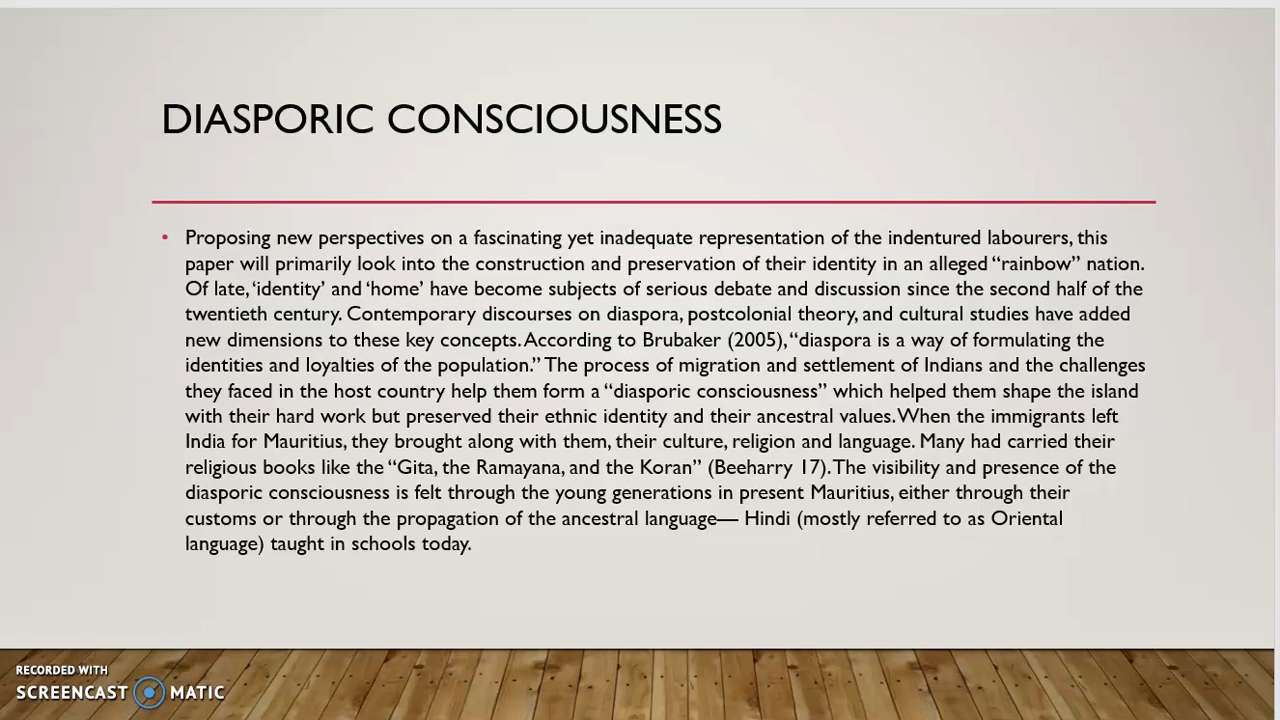 DIASPORIC CONSCIOUSNESS
• Proposing new perspectives on a fascinating yet inadequate representation of the indentured labourers, this
paper will primarily look into the construction and preservation of their identity in an alleged “rainbow” nation.
Of late, ‘identity’ and ‘home’ have become subjects of serious debate and discussion since the second half of the
twentieth century. Contemporary discourses on diaspora, postcolonial theory, and cultural studies have added
new dimensions to these key concepts. According to Brubaker (2005), “diaspora is a way of formulating the
identities and loyalties of the population.” The process of migration and settlement of Indians and the challenges
they faced in the host country help them form a “diasporic consciousness” which helped them shape the island
with their hard work but preserved their ethnic identity and their ancestral values. When the immigrants left
India for Mauritius, they brought along with them, their culture, religion and language. Many had carried their
religious books like the “Gita, the Ramayana, and the Koran” (Beeharry 17). The visibility and presence of the
diasporic consciousness is felt through the young generations in present Mauritius, either through their
customs or through the propagation of the ancestral language— Hindi (mostly referred to as Oriental
language) taught in schools today.
RECORDED WITH
SCREENCAST MATIC